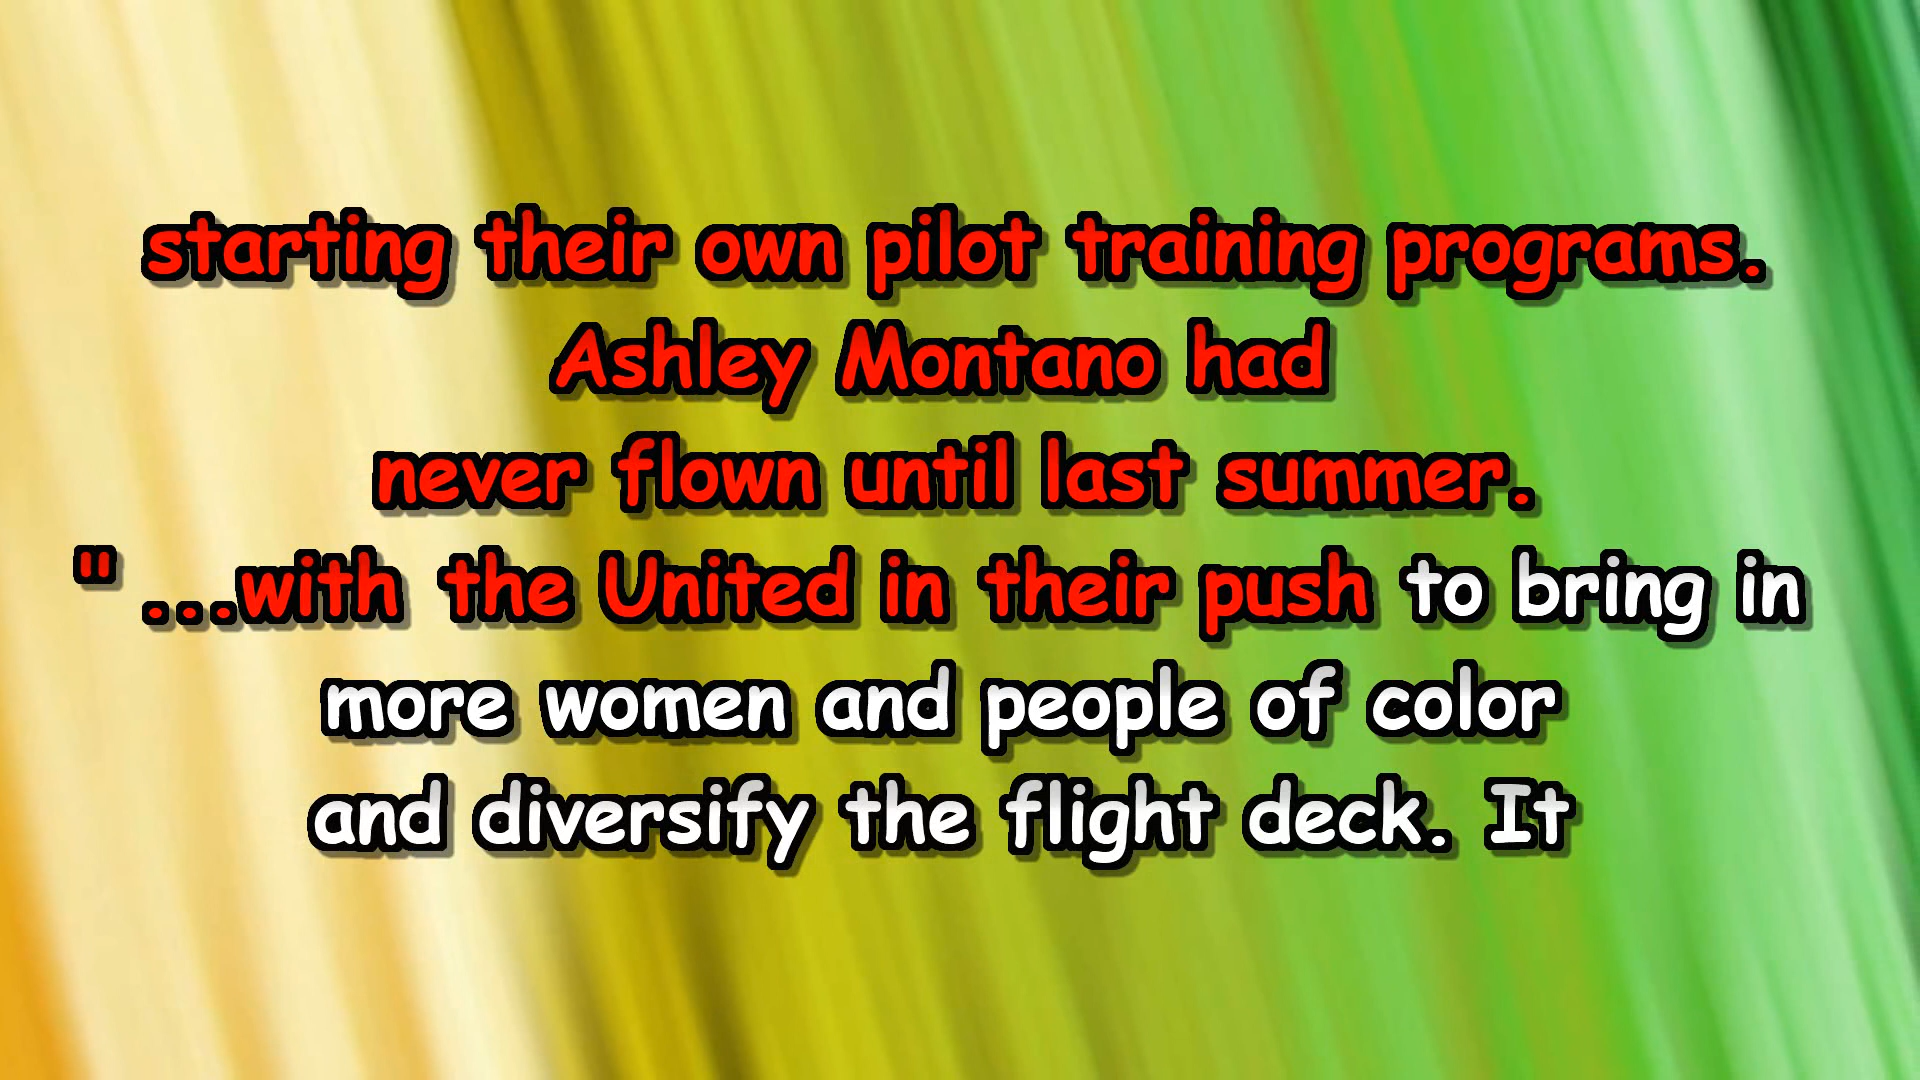 starting their own pilot training programs.
Ashley Montano had
never flown until last summer.
" ...with the United in their push to bring in
more women and people of color
and diversify the flight deck. It